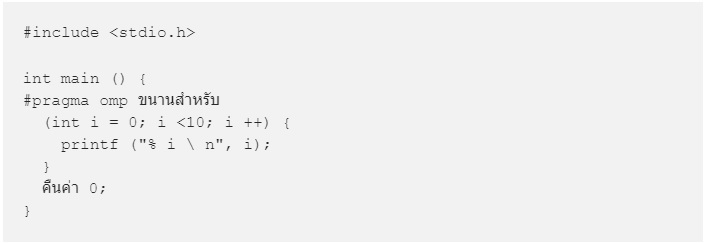 #include <stdio.h>
int main () {
#pragma omp ขนานสำหรับ
(int i = 0; i <10; i ++) {
printf ("% i \ n", i);
}
คืนค่า 0;
}